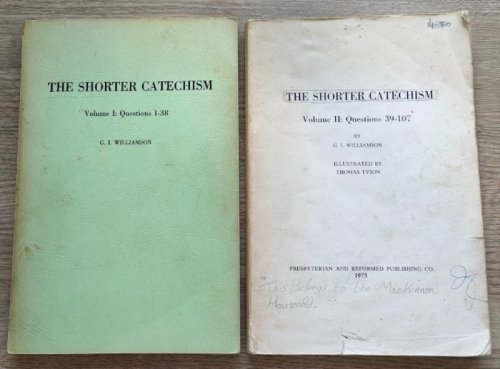 THE SHORTER CATECHISM
Volume I: Questions 1-38
G. I. WILLIAMSON
THE SHORTER CATECHISM
Volume II: Questions 39-107
BY
G. I. WILLIAMSON
ILLUSTRATED BY
THOMAS TYSON
PRESBYTERIAN AND REFORMED PUBLISHING CO.
1975
"This Belongs to the MacKinnon
Household.